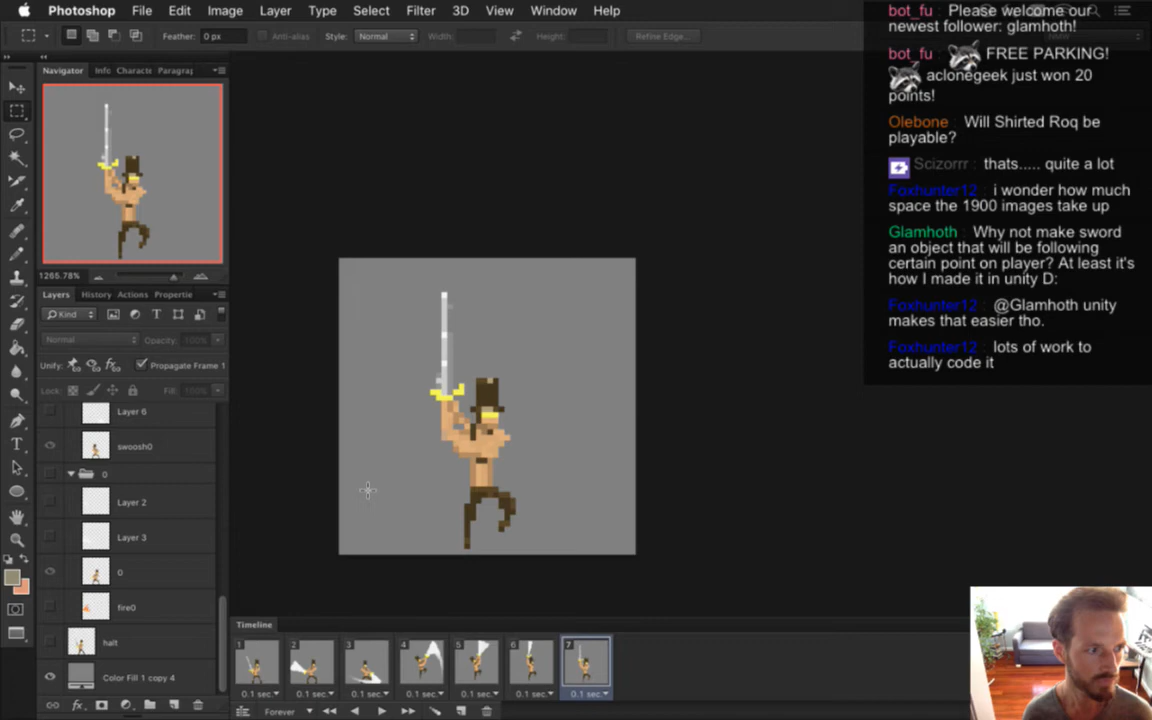 Photoshop File Edit Image Layer Type Select Filter 3D View Window Help
Feather: 0 px Anti-alias Style: Normal Width: Height: Refine Edge...
Navigator Info Charact Paragra
1266.78%
Layers History Actions Propertie
Kind
Normal Opacity: 100%
Unify: Propagate Frame 1
Lock: Fill: 100%
Layer 6
swoosh0
0
Layer 2
Layer 3
0
fire0
halt
Color Fill 1 copy 4
Timeline
1 2 3 4 5 6 7
0.1 sec. 0.1 sec. 0.1 sec. 0.1 sec. 0.1 sec. 0.1 sec. 0.1 sec.
Forever
bot_fu : Please welcome our
newest follower: glamhoth!
bot_fu : FREE PARKING!
aclonegeek just won 20
points!
Olebone : Will Shirted Roq be
playable?
Scizorrr : thats..... quite a lot
Foxhunter12 : i wonder how much
space the 1900 images take up
Glamhoth : Why not make sword
an object that will be following
certain point on player? At least it's
how I made it in unity D:
Foxhunter12 : @Glamhoth unity
makes that easier tho.
Foxhunter12 : lots of work to
actually code it